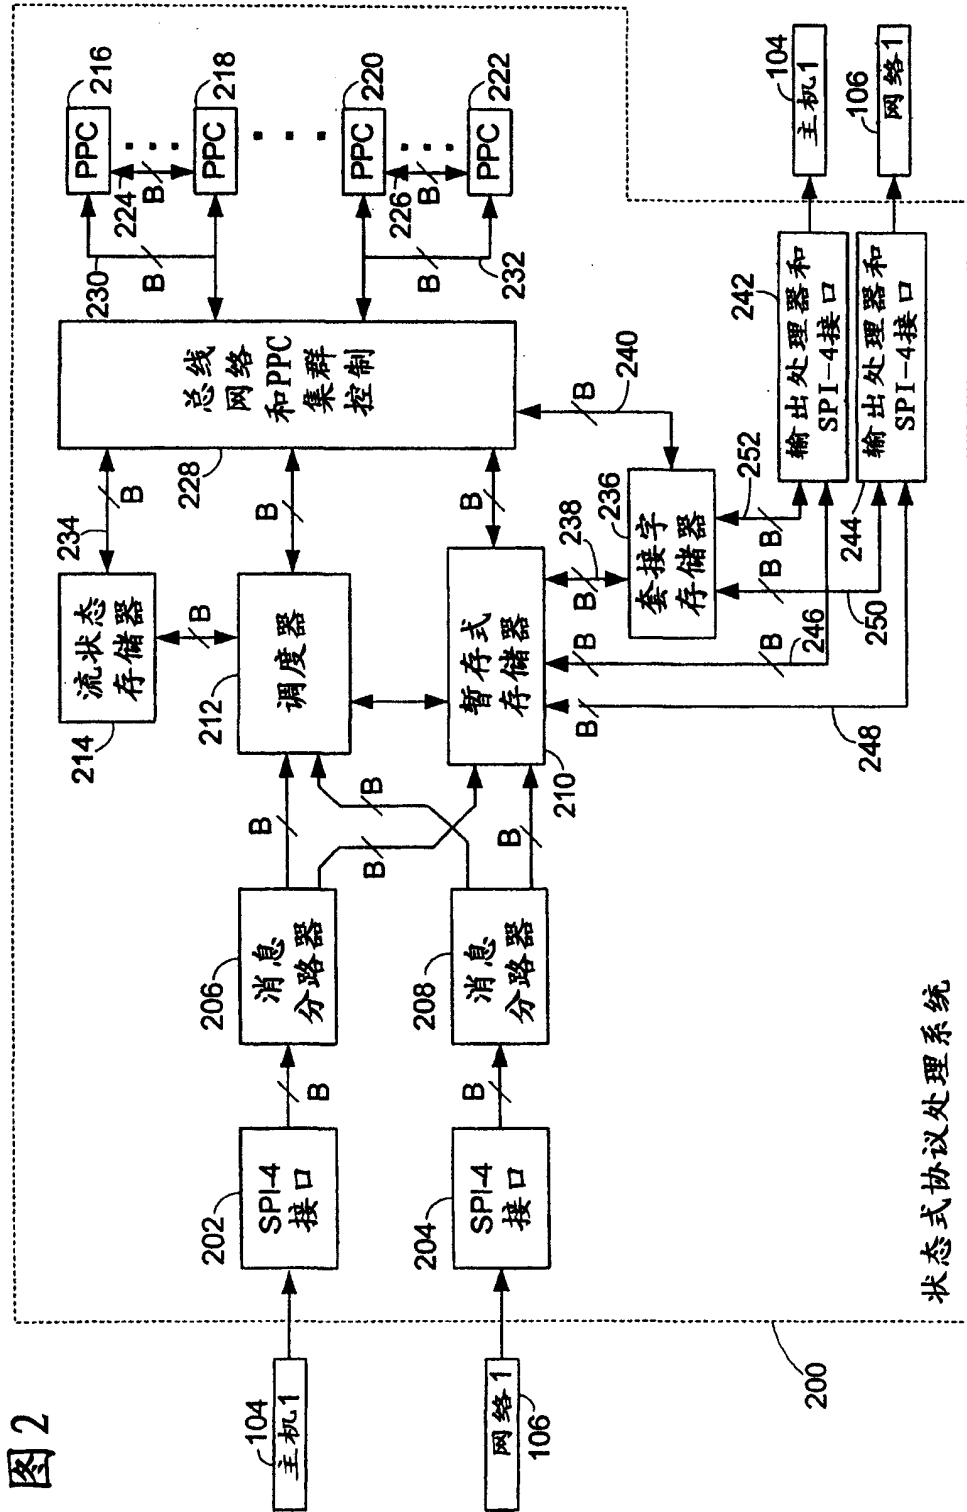 图2
104
主机1
网络1
106
200
202
SPI-4
接口
204
SPI-4
接口
B
B
206
消息
分路器
208
消息
分路器
B
B
B
B
214
流状态
存储器
212
调度器
210
暂存式
存储器
B
234
B
B
B
228
总线
网络
和PPC
集群
控制
230
B
232
B
PPC
216
224
B
PPC
218
PPC
220
226
B
PPC
222
240
B
238
B
236
套接字
存储器
252
B
B
B
B
B
B
246
248
250
242
输出处理器和
SPI-4接口
244
输出处理器和
SPI-4接口
104
主机1
106
网络1
状态式协议处理系统